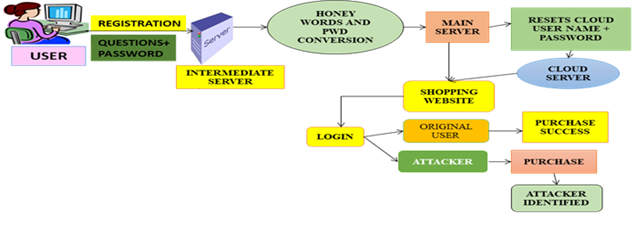 REGISTRATION
QUESTIONS+
PASSWORD
USER
Server
INTERMEDIATE
SERVER
HONEY
WORDS AND
PWD
CONVERSION
MAIN
SERVER
RESETS CLOUD
USER NAME +
PASSWORD
CLOUD
SERVER
SHOPPING
WEBSITE
LOGIN
ORIGINAL
USER
PURCHASE
SUCCESS
ATTACKER
PURCHASE
ATTACKER
IDENTIFIED